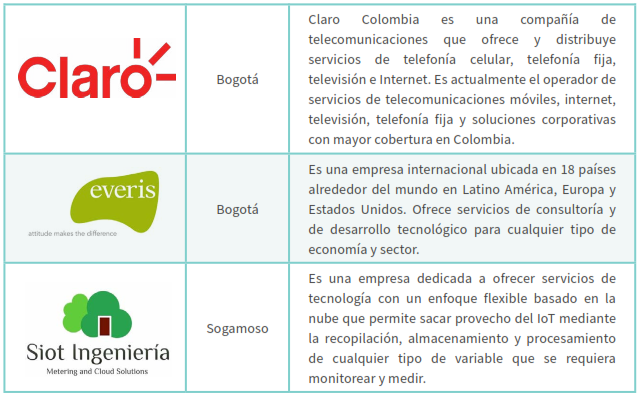 Claro
Bogotá
Claro Colombia es una compañía de
telecomunicaciones que ofrece y distribuye
servicios de telefonía celular, telefonía fija,
televisión e Internet. Es actualmente el operador de
servicios de telecomunicaciones móviles, internet,
televisión, telefonía fija y soluciones corporativas
con mayor cobertura en Colombia.
everis
attitude makes the difference
Bogotá
Es una empresa internacional ubicada en 18 países
alrededor del mundo en Latino América, Europa y
Estados Unidos. Ofrece servicios de consultoría y
de desarrollo tecnológico para cualquier tipo de
economía y sector.
Siot Ingeniería
Metering and Cloud Solutions
Sogamoso
Es una empresa dedicada a ofrecer servicios de
tecnología con un enfoque flexible basado en la
nube que permite sacar provecho del IoT mediante
la recopilación, almacenamiento y procesamiento
de cualquier tipo de variable que se requiera
monitorear y medir.